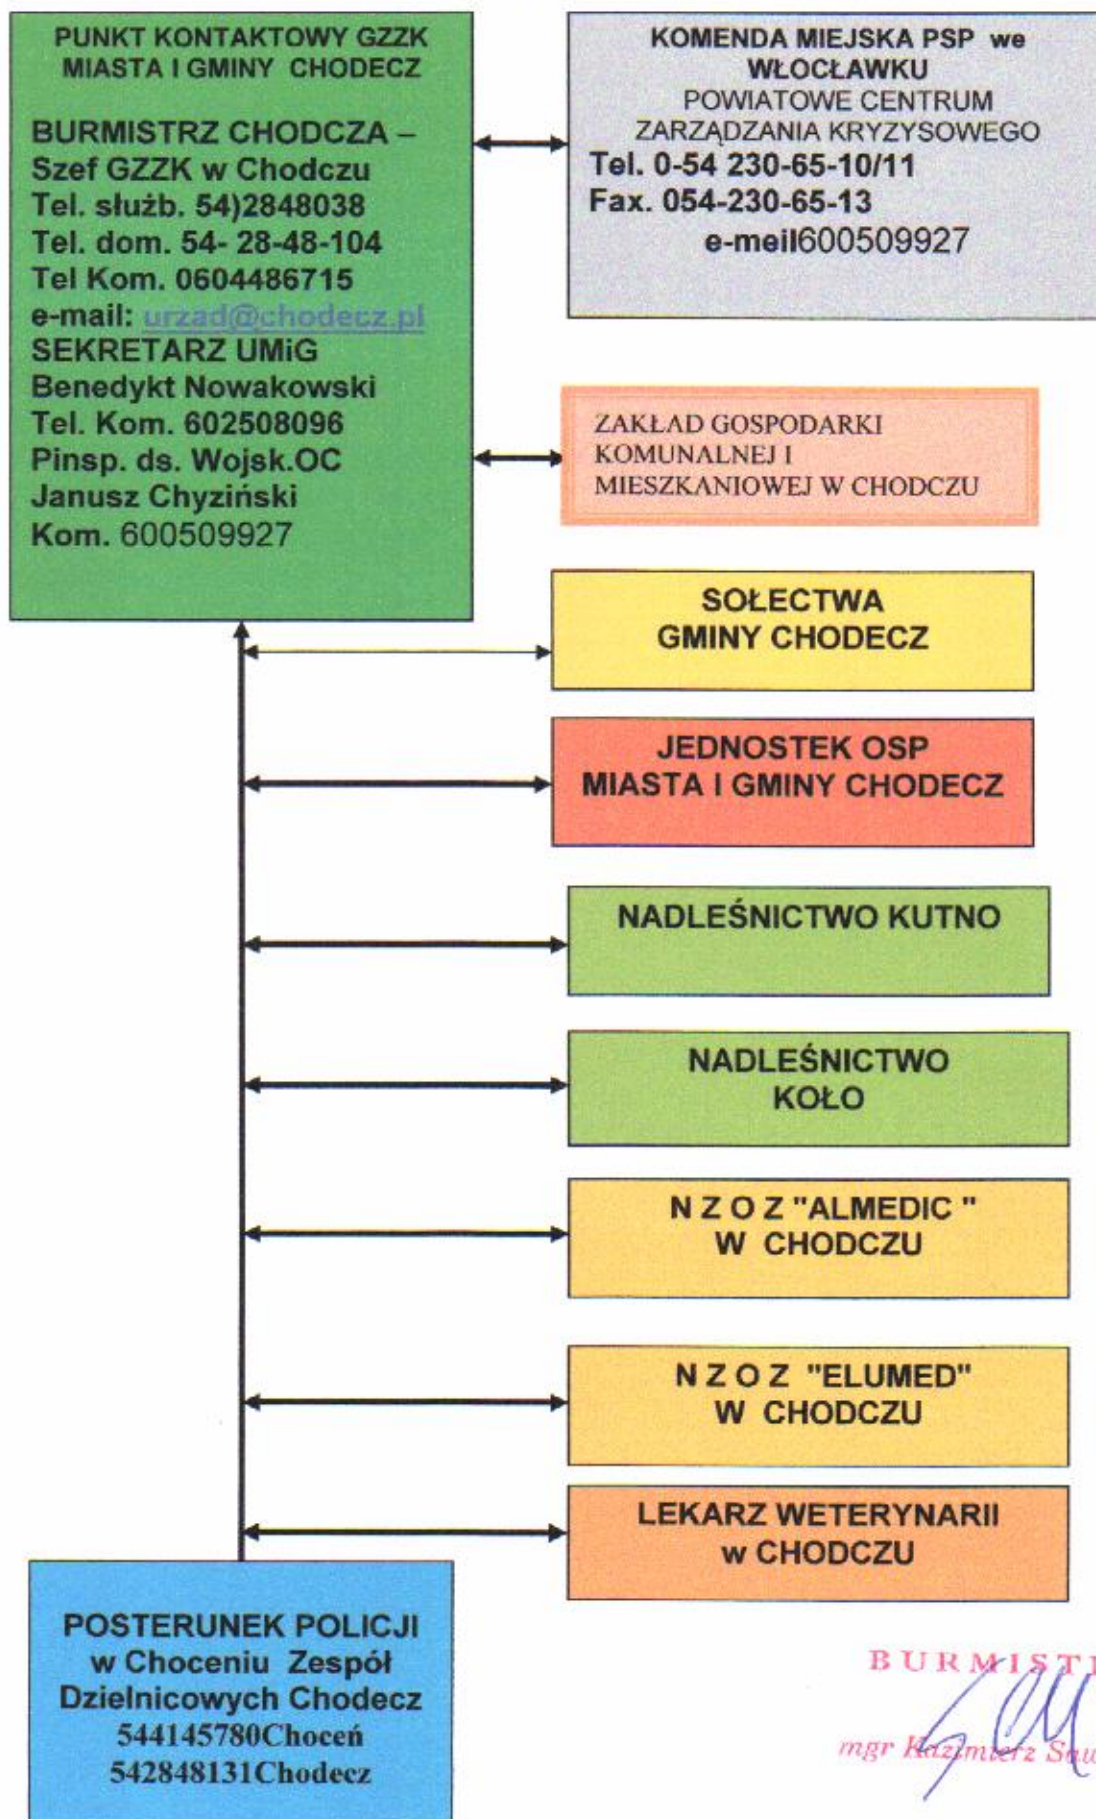 PUNKT KONTAKTOWY GZZK
MIASTA I GMINY CHODECZ
BURMISTRZ CHODCZA –
Szef GZZK w Chodczu
Tel. służb. 54)2848038
Tel. dom. 54- 28-48-104
Tel Kom. 0604486715
e-mail: urzad@chodecz.pl
SEKRETARZ UMiG
Benedykt Nowakowski
Tel. Kom. 602508096
Pinsp. ds. Wojsk.OC
Janusz Chyziński
Kom. 600509927
KOMENDA MIEJSKA PSP we
WŁOCŁAWKU
POWIATOWE CENTRUM
ZARZĄDZANIA KRYZYSOWEGO
Tel. 0-54 230-65-10/11
Fax. 054-230-65-13
e-meil600509927
ZAKŁAD GOSPODARKI
KOMUNALNEJ I
MIESZKANIOWEJ W CHODCZU
SOŁECTWA
GMINY CHODECZ
JEDNOSTEK OSP
MIASTA I GMINY CHODECZ
NADLEŚNICTWO KUTNO
NADLEŚNICTWO
KOŁO
N Z O Z "ALMEDIC "
W CHODCZU
N Z O Z "ELUMED"
W CHODCZU
LEKARZ WETERYNARII
w CHODCZU
POSTERUNEK POLICJI
w Choceniu Zespół
Dzielnicowych Chodecz
544145780Choceń
542848131Chodecz
mgr Kazimierz